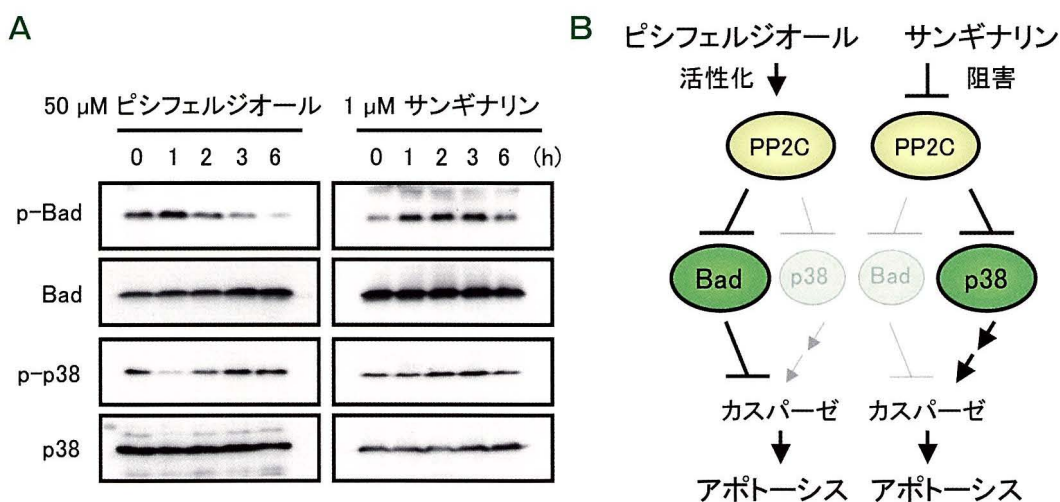 A
50 μM ピシフェルジオール 1 μM サンギナリン
0 1 2 3 6 0 1 2 3 6 (h)
p-Bad
Bad
p-p38
p38
B
ピシフェルジオール サンギナリン
活性化 阻害
PP2C PP2C
Bad p38 Bad p38
カスパーゼ カスパーゼ
アポトーシス アポトーシス